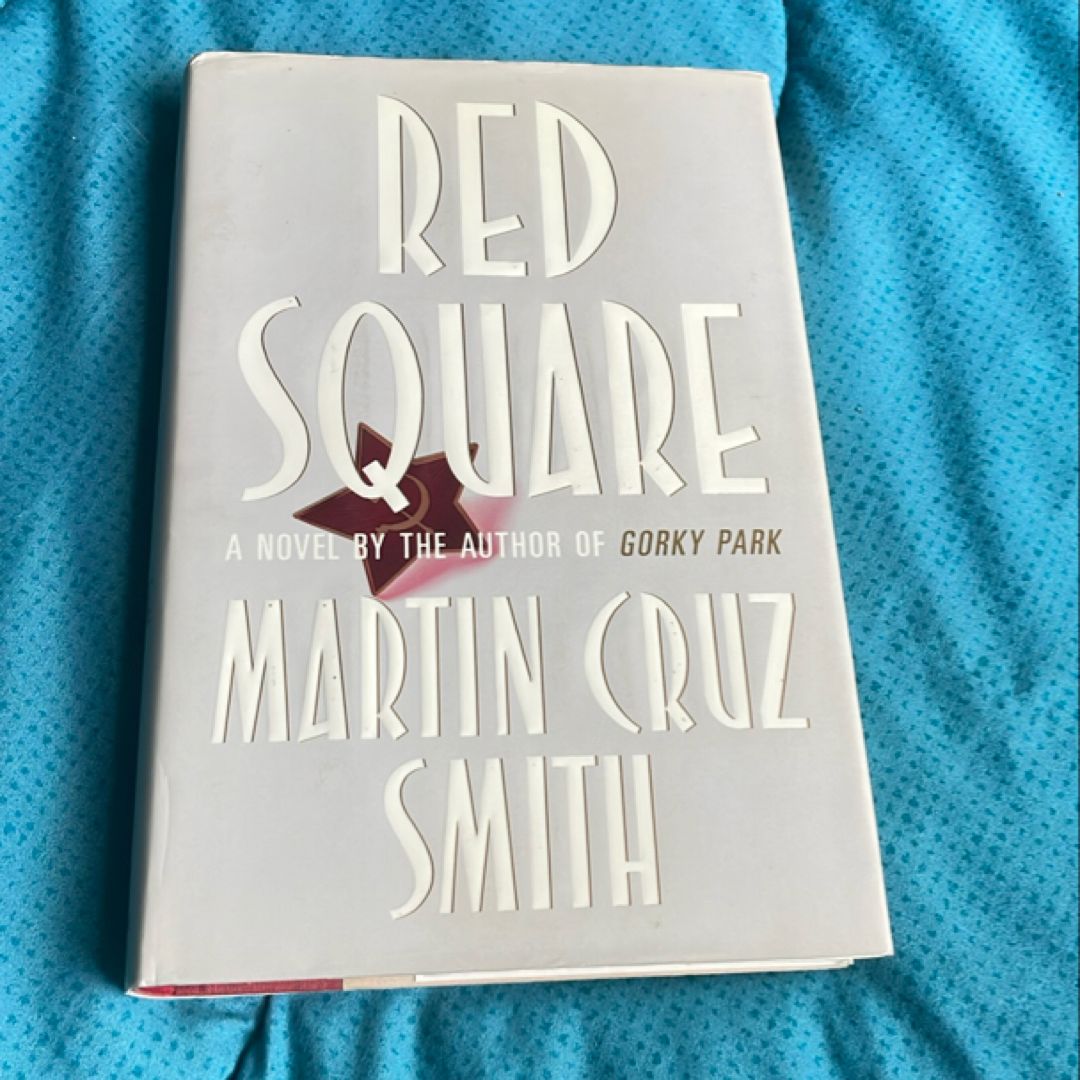 RED
SQUARE
A NOVEL BY THE AUTHOR OF GORKY PARK
MARTIN CRUZ
SMITH